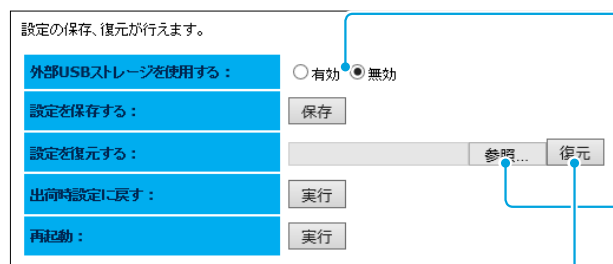 設定の保存、復元が行えます。
外部USBストレージを使用する： 有効 無効
設定を保存する： 保存
設定を復元する： 参照... 復元
出荷時設定に戻す： 実行
再起動： 実行